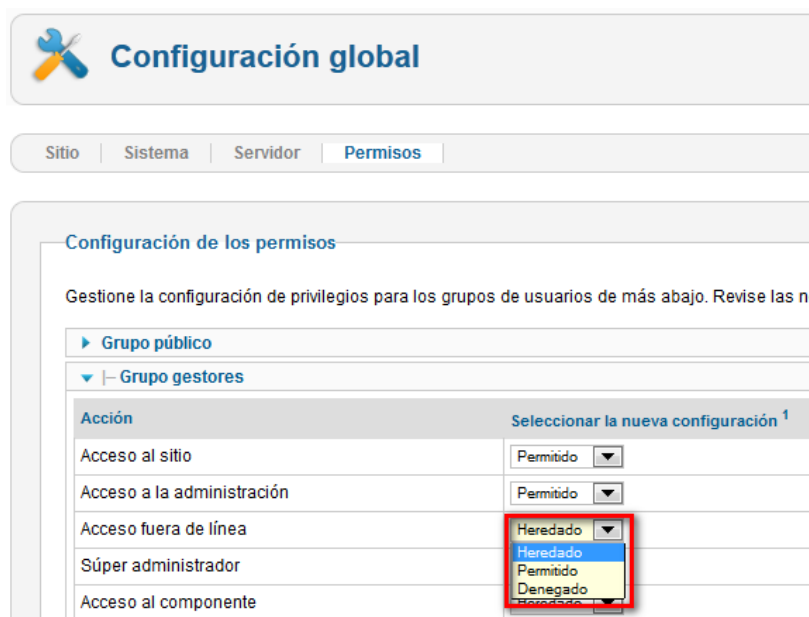 Configuración global
Sitio Sistema Servidor Permisos
Configuración de los permisos
Gestione la configuración de privilegios para los grupos de usuarios de más abajo. Revise las n
Grupo público
|– Grupo gestores
Acción Seleccionar la nueva configuración 1
Acceso al sitio Permitido
Acceso a la administración Permitido
Acceso fuera de línea Heredado
Heredado
Súper administrador Permitido
Denegado
Acceso al componente Heredado